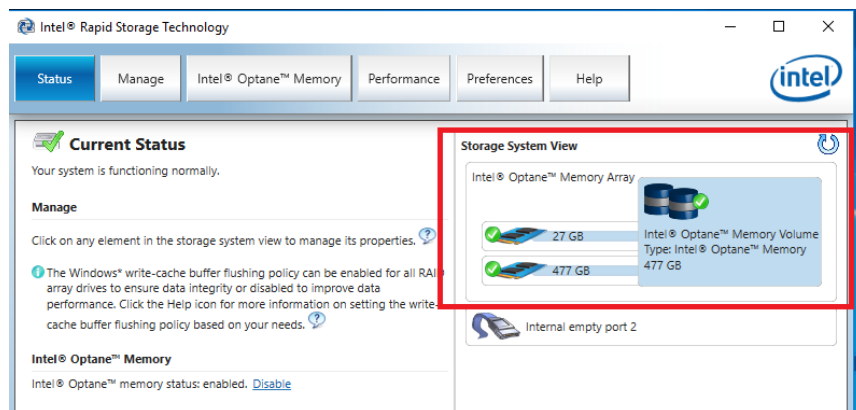 Intel® Rapid Storage Technology
Status
Manage
Intel® Optane™ Memory
Performance
Preferences
Help
intel
Current Status
Your system is functioning normally.
Manage
Click on any element in the storage system view to manage its properties.
The Windows* write-cache buffer flushing policy can be enabled for all RAID
array drives to ensure data integrity or disabled to improve
performance. Click the Help icon for more information on setting the write-
cache buffer flushing policy based on your needs.
Intel® Optane™ Memory
Intel® Optane™ memory status: enabled. Disable
Storage System View
Intel® Optane™ Memory Array
27 GB
477 GB
Intel® Optane™ Memory Volume
Type: Intel® Optane™ Memory
477 GB
Internal empty port 2